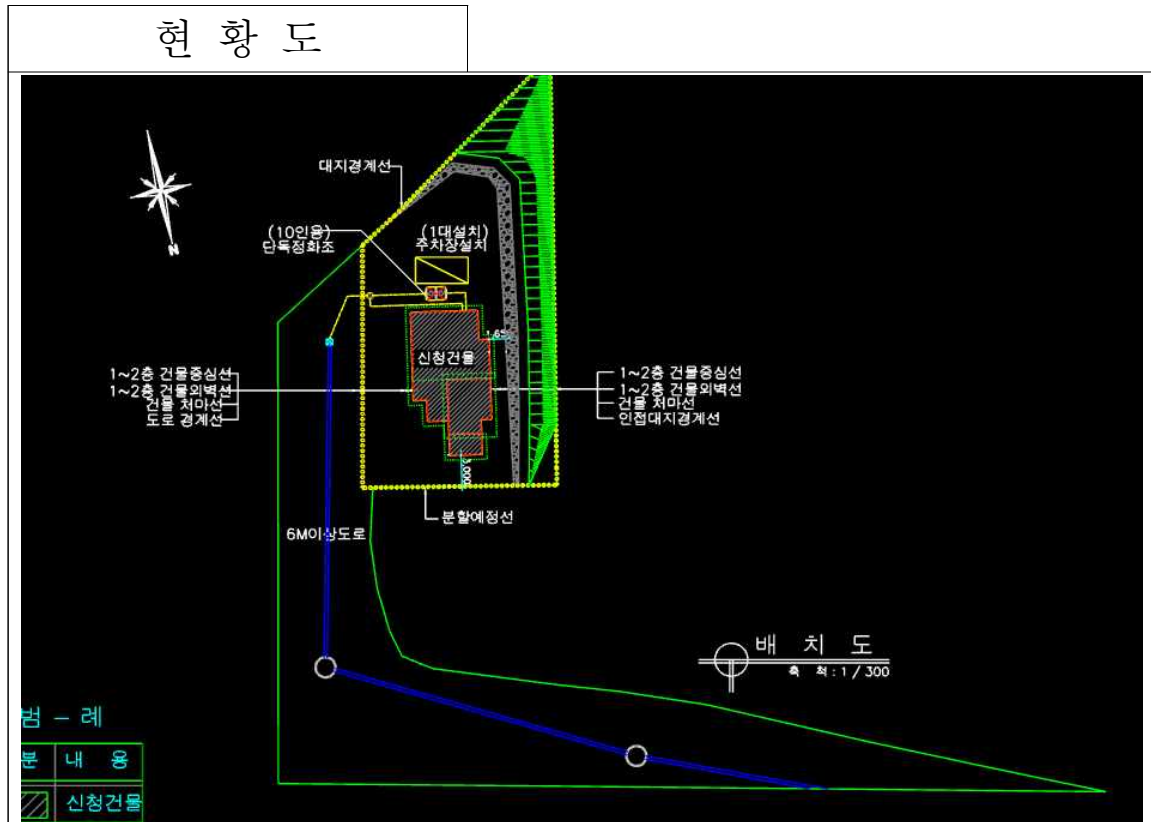 현 황 도
대지경계선
(10인용)
단독정화조
(1대설치)
주차장설치
N
1.65
신청건물
1~2층 건물중심선
1~2층 건물외벽선
건물 처마선
도로 경계선
1~2층 건물중심선
1~2층 건물외벽선
건물 처마선
인접대지경계선
3.000
분할예정선
6M이상도로
배 치 도
축 척 : 1 / 300
범 - 례
분 내 용
신청건물